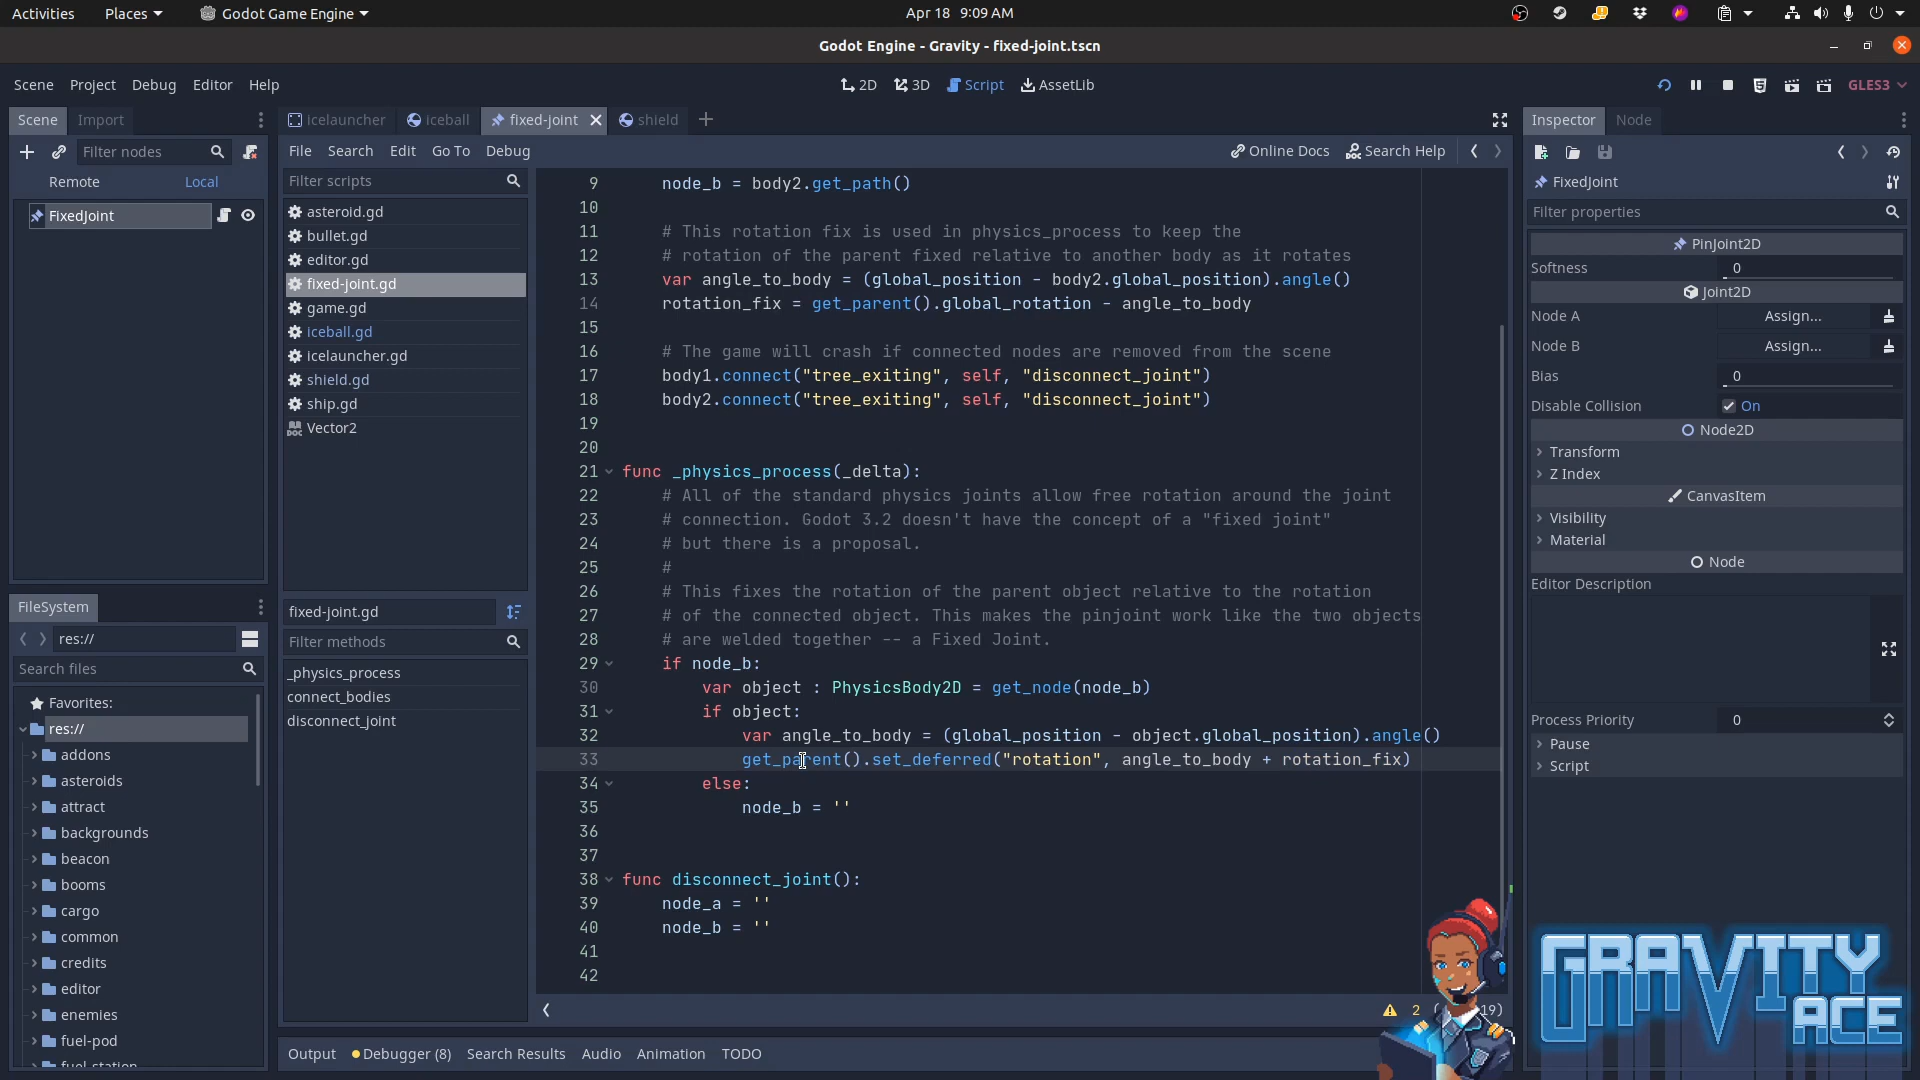 Activities Places Godot Game Engine Apr 18 9:09 AM
Godot Engine - Gravity - fixed-joint.tscn
Scene Project Debug Editor Help 2D 3D Script AssetLib GLES3
Scene Import
Filter nodes
Remote Local
FixedJoint
FileSystem
res://
Search files
Favorites:
res://
addons
asteroids
attract
backgrounds
beacon
booms
cargo
common
credits
editor
enemies
fuel-pod
fuel-station
icelauncher iceball fixed-joint shield
File Search Edit Go To Debug Online Docs Search Help
Filter scripts
asteroid.gd
bullet.gd
editor.gd
fixed-joint.gd
game.gd
iceball.gd
icelauncher.gd
shield.gd
ship.gd
DOC Vector2
fixed-joint.gd
Filter methods
_physics_process
connect_bodies
disconnect_joint
9 node_b = body2.get_path()
10
11 # This rotation fix is used in physics_process to keep the
12 # rotation of the parent fixed relative to another body as it rotates
13 var angle_to_body = (global_position - body2.global_position).angle()
14 rotation_fix = get_parent().global_rotation - angle_to_body
15
16 # The game will crash if connected nodes are removed from the scene
17 body1.connect("tree_exiting", self, "disconnect_joint")
18 body2.connect("tree_exiting", self, "disconnect_joint")
19
20
21 func _physics_process(_delta):
22 # All of the standard physics joints allow free rotation around the joint
23 # connection. Godot 3.2 doesn't have the concept of a "fixed joint"
24 # but there is a proposal.
25 #
26 # This fixes the rotation of the parent object relative to the rotation
27 # of the connected object. This makes the pinjoint work like the two objects
28 # are welded together -- a Fixed Joint.
29 if node_b:
30 var object : PhysicsBody2D = get_node(node_b)
31 if object:
32 var angle_to_body = (global_position - object.global_position).angle()
33 get_parent().set_deferred("rotation", angle_to_body + rotation_fix)
34 else:
35 node_b = ''
36
37
38 func disconnect_joint():
39 node_a = ''
40 node_b = ''
41
42
2 ( 19)
Output Debugger (8) Search Results Audio Animation TODO
Inspector Node
FixedJoint
Filter properties
PinJoint2D
Softness 0
Joint2D
Node A Assign...
Node B Assign...
Bias 0
Disable Collision On
Node2D
Transform
Z Index
CanvasItem
Visibility
Material
Node
Editor Description
Process Priority 0
Pause
Script
GRAVITY
ACE